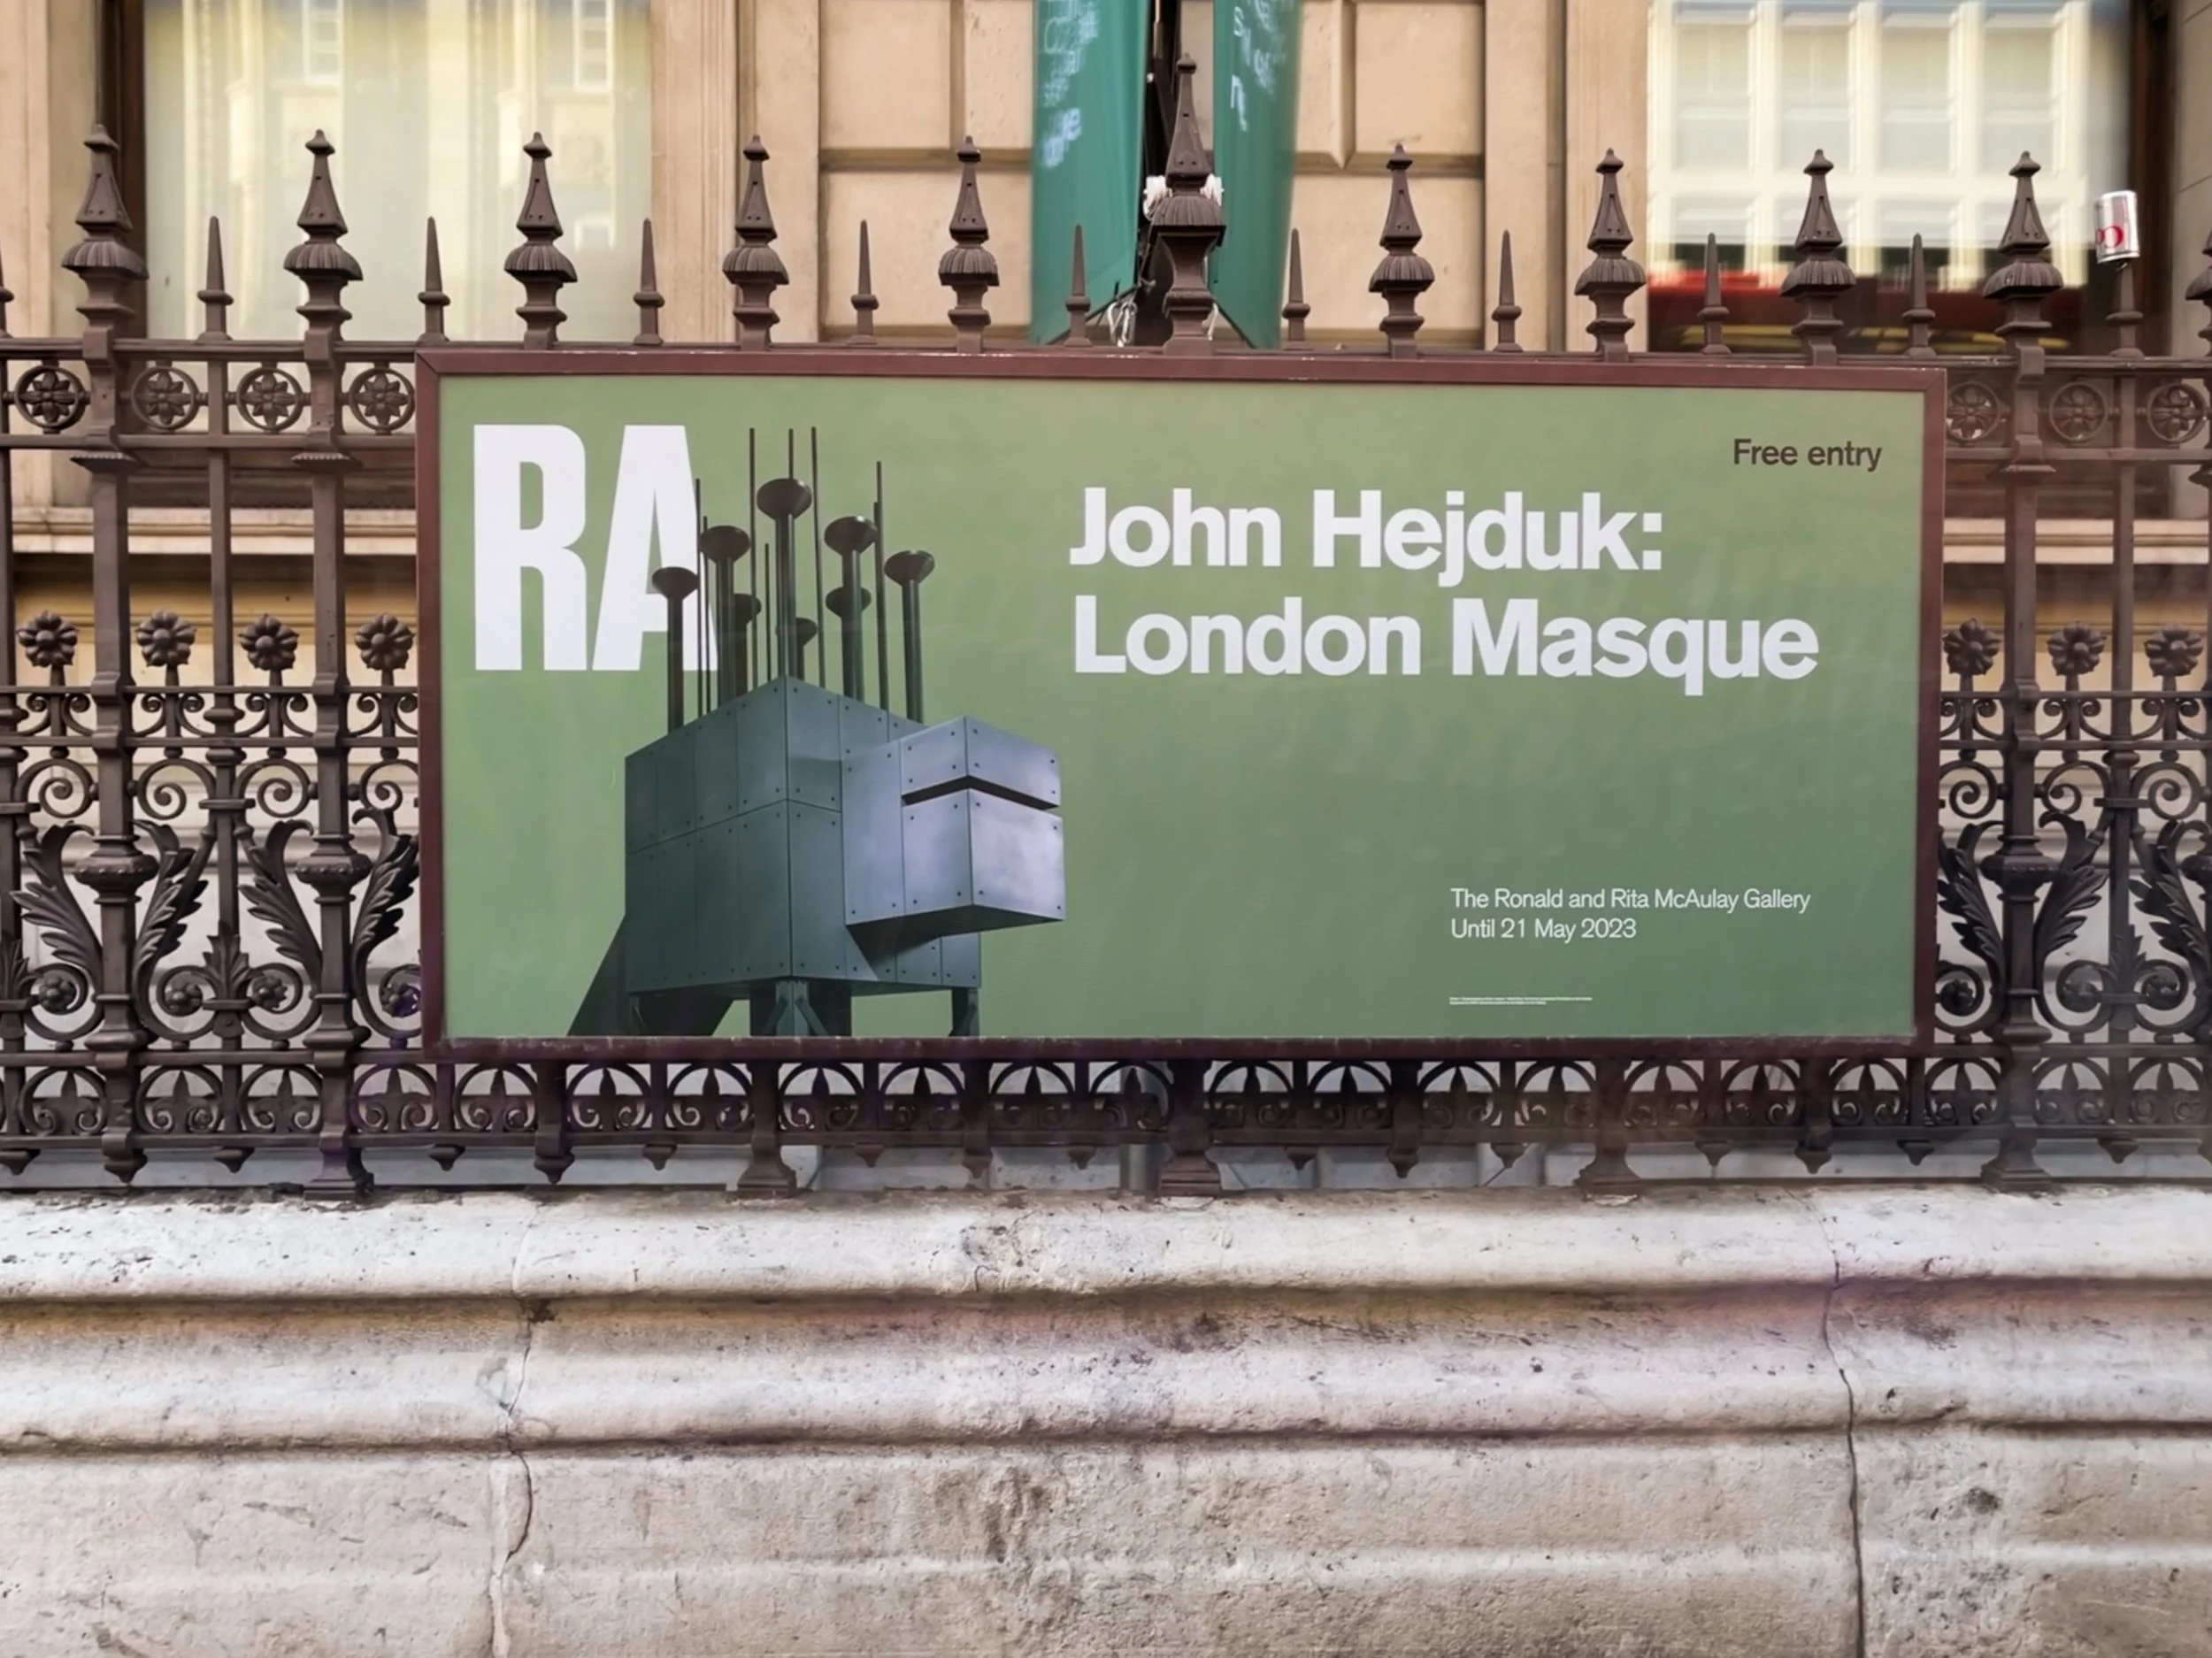 RA
Free entry
John Hejduk:
London Masque
The Ronald and Rita McAulay Gallery
Until 21 May 2023